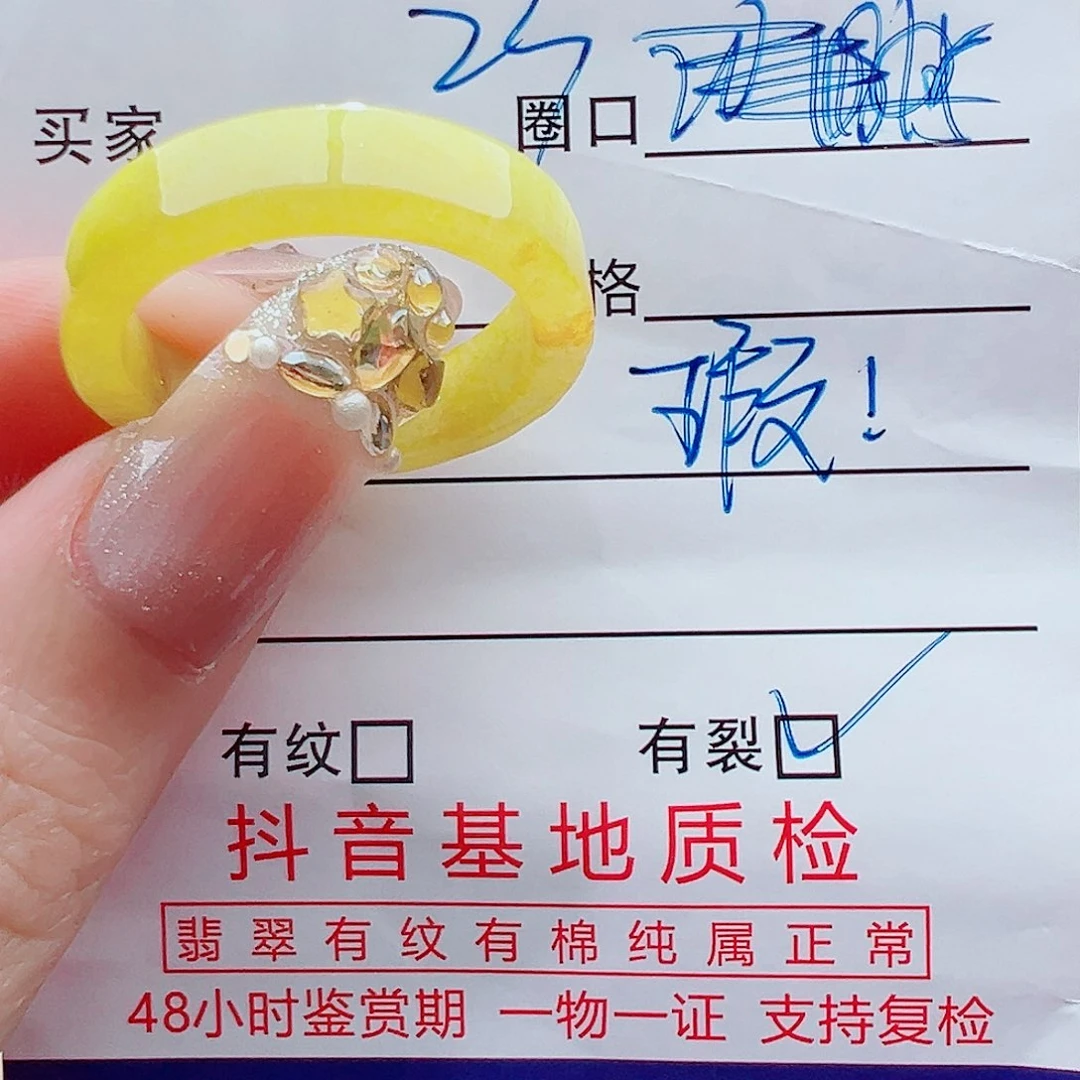 买家 圈口
格
瑕!
有纹 有裂
抖音基地质检
翡翠有纹有棉纯属正常
48小时鉴赏期 一物一证 支持复检